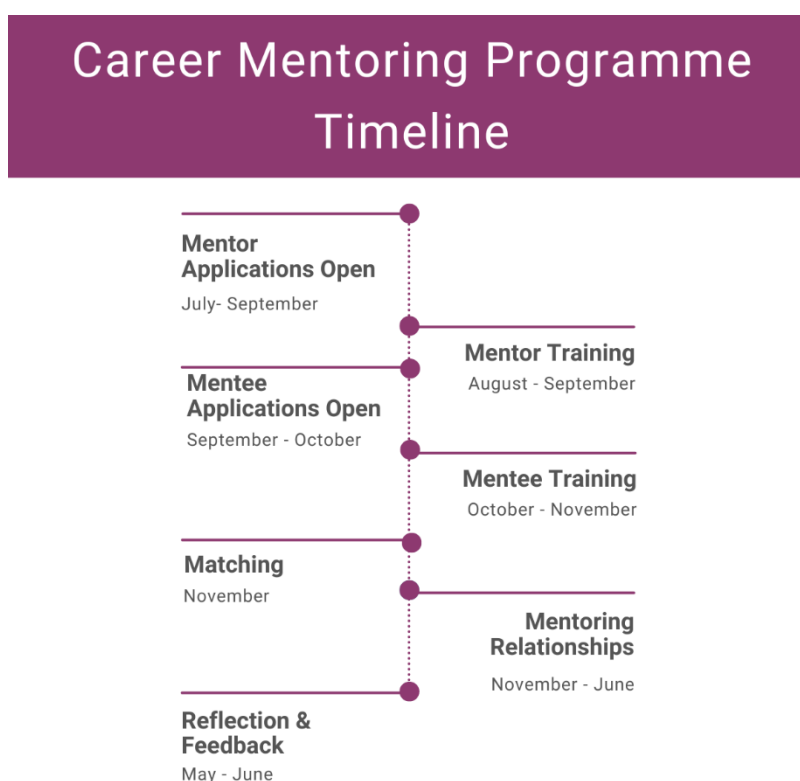 Career Mentoring Programme
Timeline
Mentor
Applications Open
July- September
Mentor Training
August - September
Mentee
Applications Open
September - October
Mentee Training
October - November
Matching
November
Mentoring
Relationships
November - June
Reflection &
Feedback
May - June